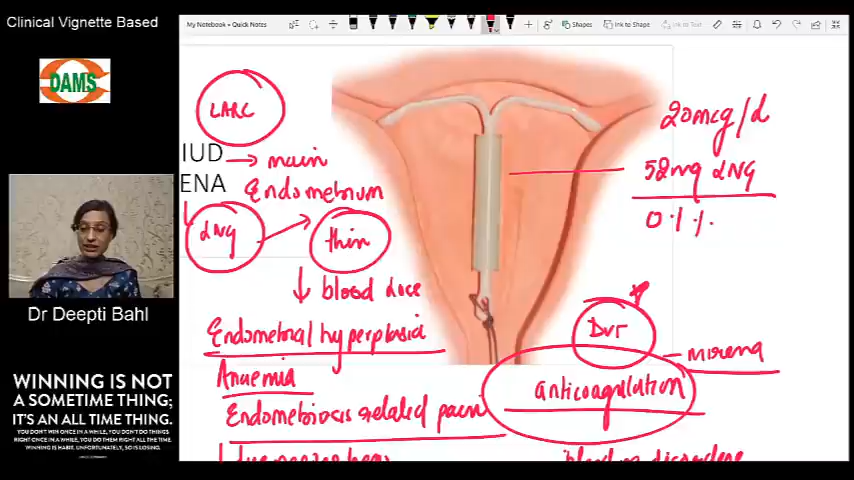 Clinical Vignette Based
DAMS
Dr Deepti Bahl
WINNING IS NOT
A SOMETIME THING;
IT'S AN ALL TIME THING.
YOU DON'T WIN ONCE IN A WHILE, YOU DON'T DO THINGS
RIGHT ONCE IN A WHILE, YOU DO THEM RIGHT ALL THE TIME.
WINNING IS HABIT. UNFORTUNATELY, SO IS LOSING.
My Notebook • Quick Notes
Shapes
Ink to Shape
Ink to Text
LARC
IUD → main
ENA Endometrium
LNG
thin
↓ blood loss
Endometrial hyperplasia
Anaemia
Endometriosis related pain
20mcg/d
52mg LNG
0.1%
DVT
mirena
anticoagulation